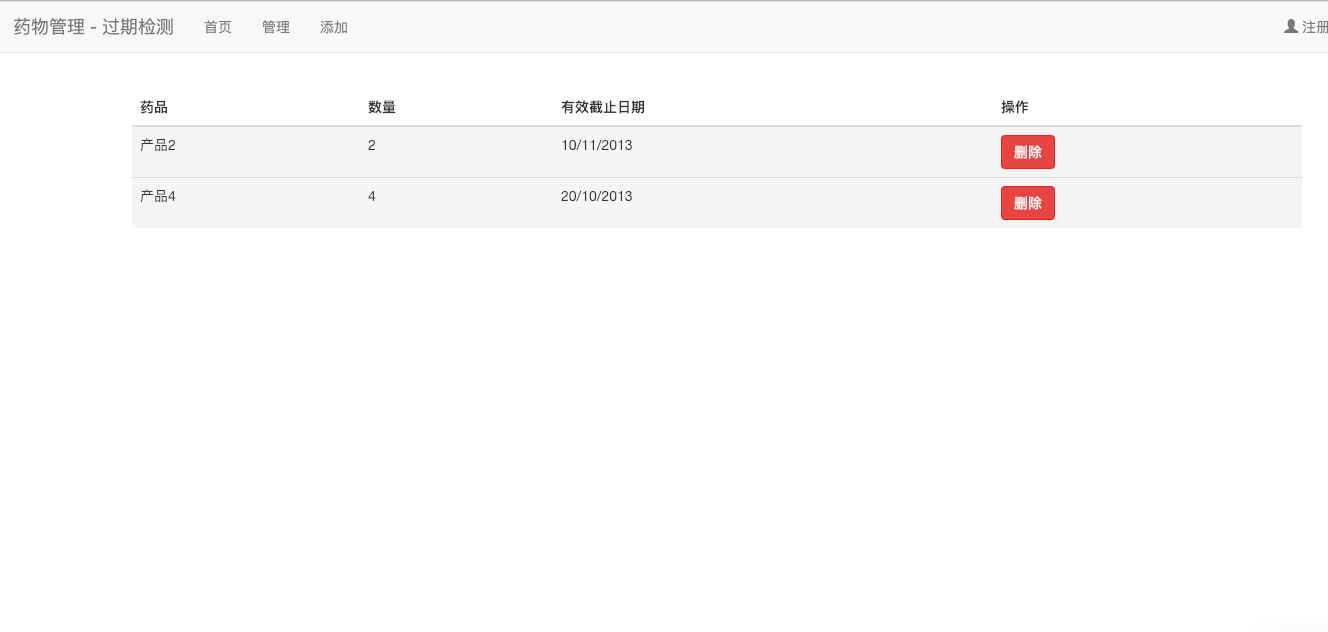 药物管理 - 过期检测 首页 管理 添加 注册
药品 数量 有效截止日期 操作
产品2 2 10/11/2013 删除
产品4 4 20/10/2013 删除